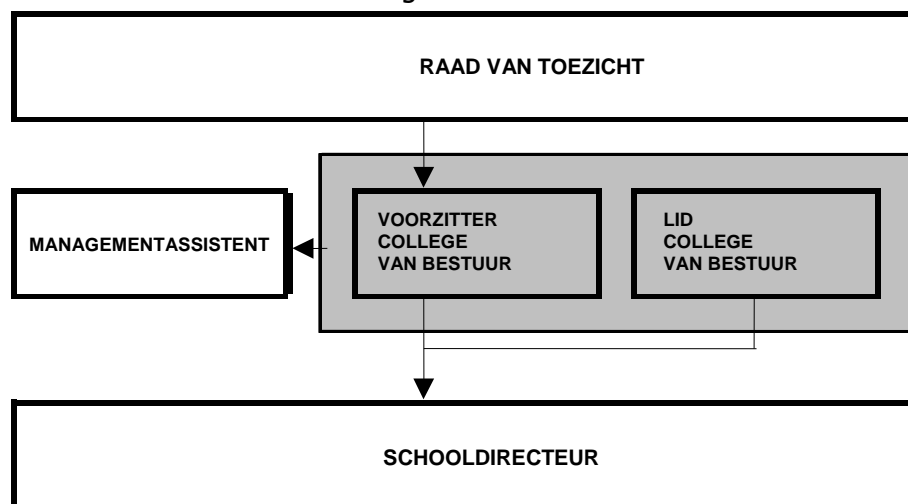 RAAD VAN TOEZICHT
MANAGEMENTASSISTENT
VOORZITTER
COLLEGE
VAN BESTUUR
LID
COLLEGE
VAN BESTUUR
SCHOOLDIRECTEUR